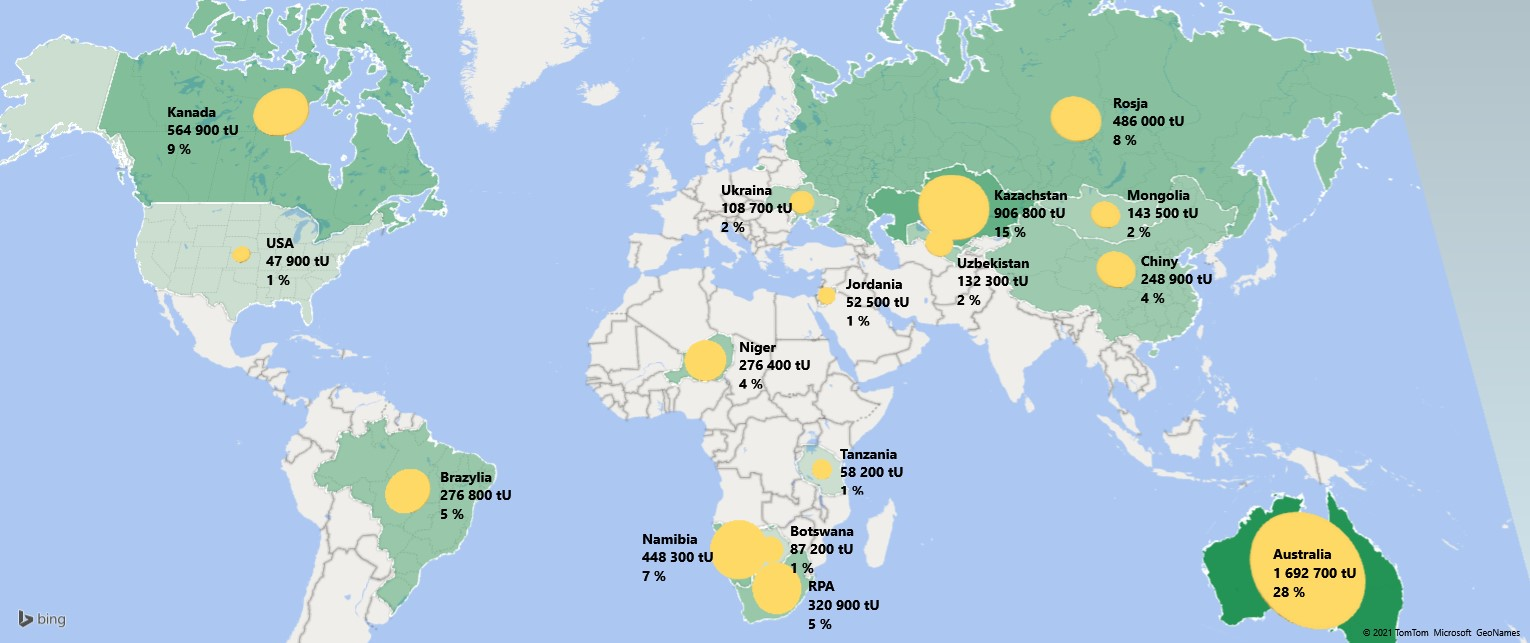 Kanada
564 900 tU
9 %
Rosja
486 000 tU
8 %
Ukraina
108 700 tU
2 %
Kazachstan
906 800 tU
15 %
Mongolia
143 500 tU
2 %
USA
47 900 tU
1 %
Uzbekistan
132 300 tU
2 %
Chiny
248 900 tU
4 %
Jordania
52 500 tU
1 %
Niger
276 400 tU
4 %
Tanzania
58 200 tU
1 %
Brazylia
276 800 tU
5 %
Namibia
448 300 tU
7 %
Botswana
87 200 tU
1 %
RPA
320 900 tU
5 %
Australia
1 692 700 tU
28 %
bing
© 2021 TomTom Microsoft GeoNames